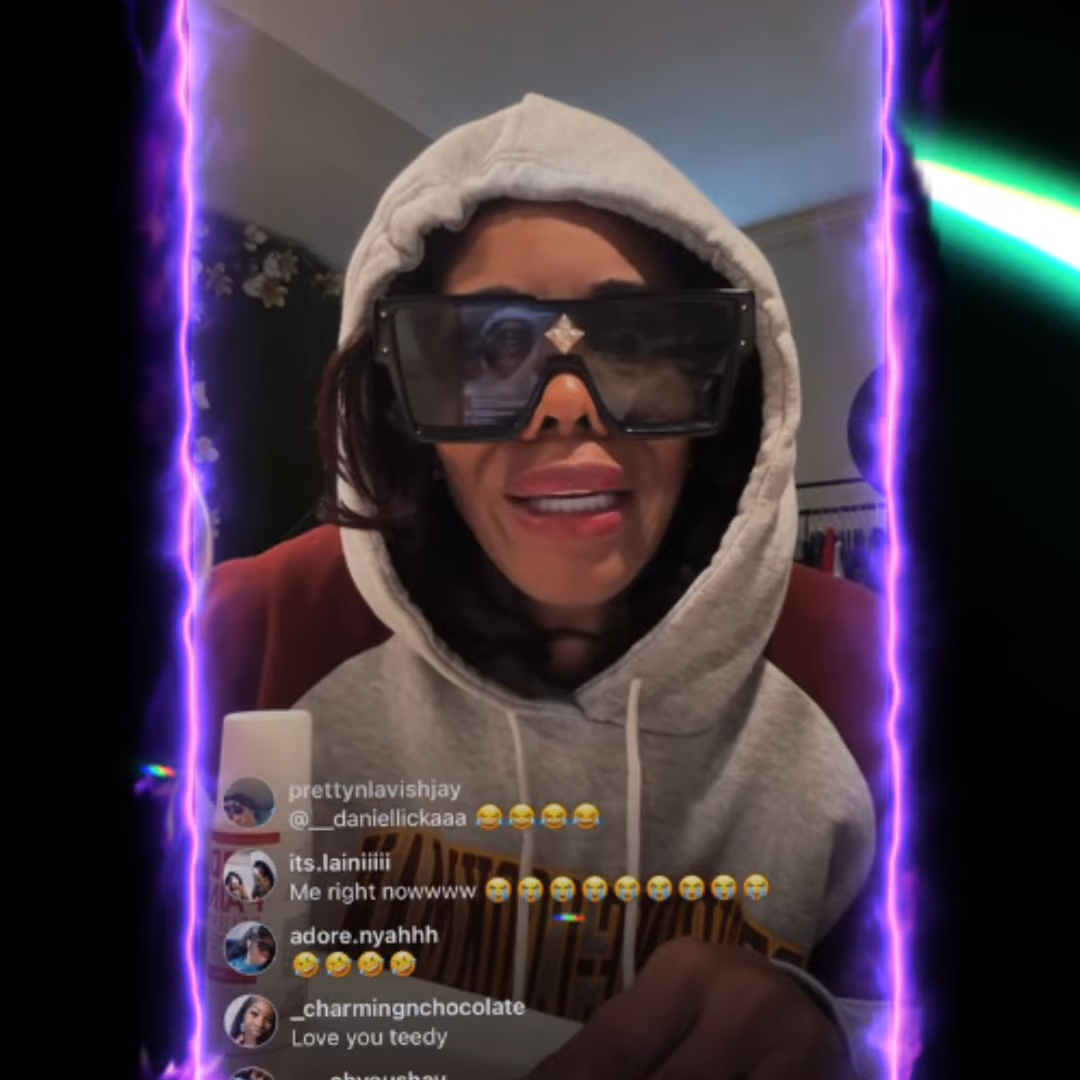 prettynlavishjay
@__daniellickaaa 😂😂😂😂
its.lainiiiii
Me right nowwww 😭😭😭😭😭😭😭😭😭
adore.nyahhh
🤣🤣🤣🤣
_charmingnchocolate
Love you teedy